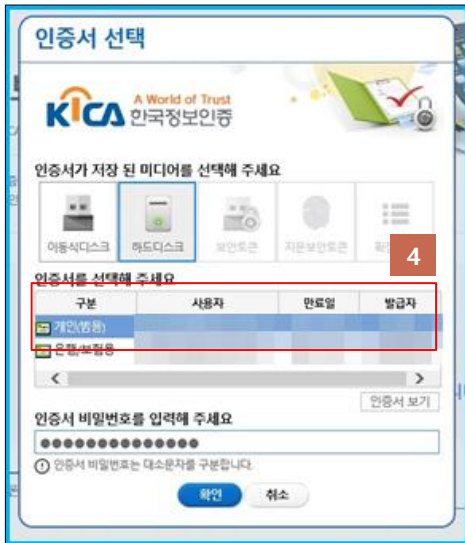 인증서 선택
KICA A World of Trust
한국정보인증
인증서가 저장 된 미디어를 선택해 주세요
이동식디스크 하드디스크 보안토큰 지문보안토큰
4
인증서를 선택해 주세요
구분 사용자 만료일 발급자
개인(범용)
은행/보험용
< >
인증서 보기
인증서 비밀번호를 입력해 주세요
●●●●●●●●●●●●●●
인증서 비밀번호는 대소문자를 구분합니다.
확인 취소